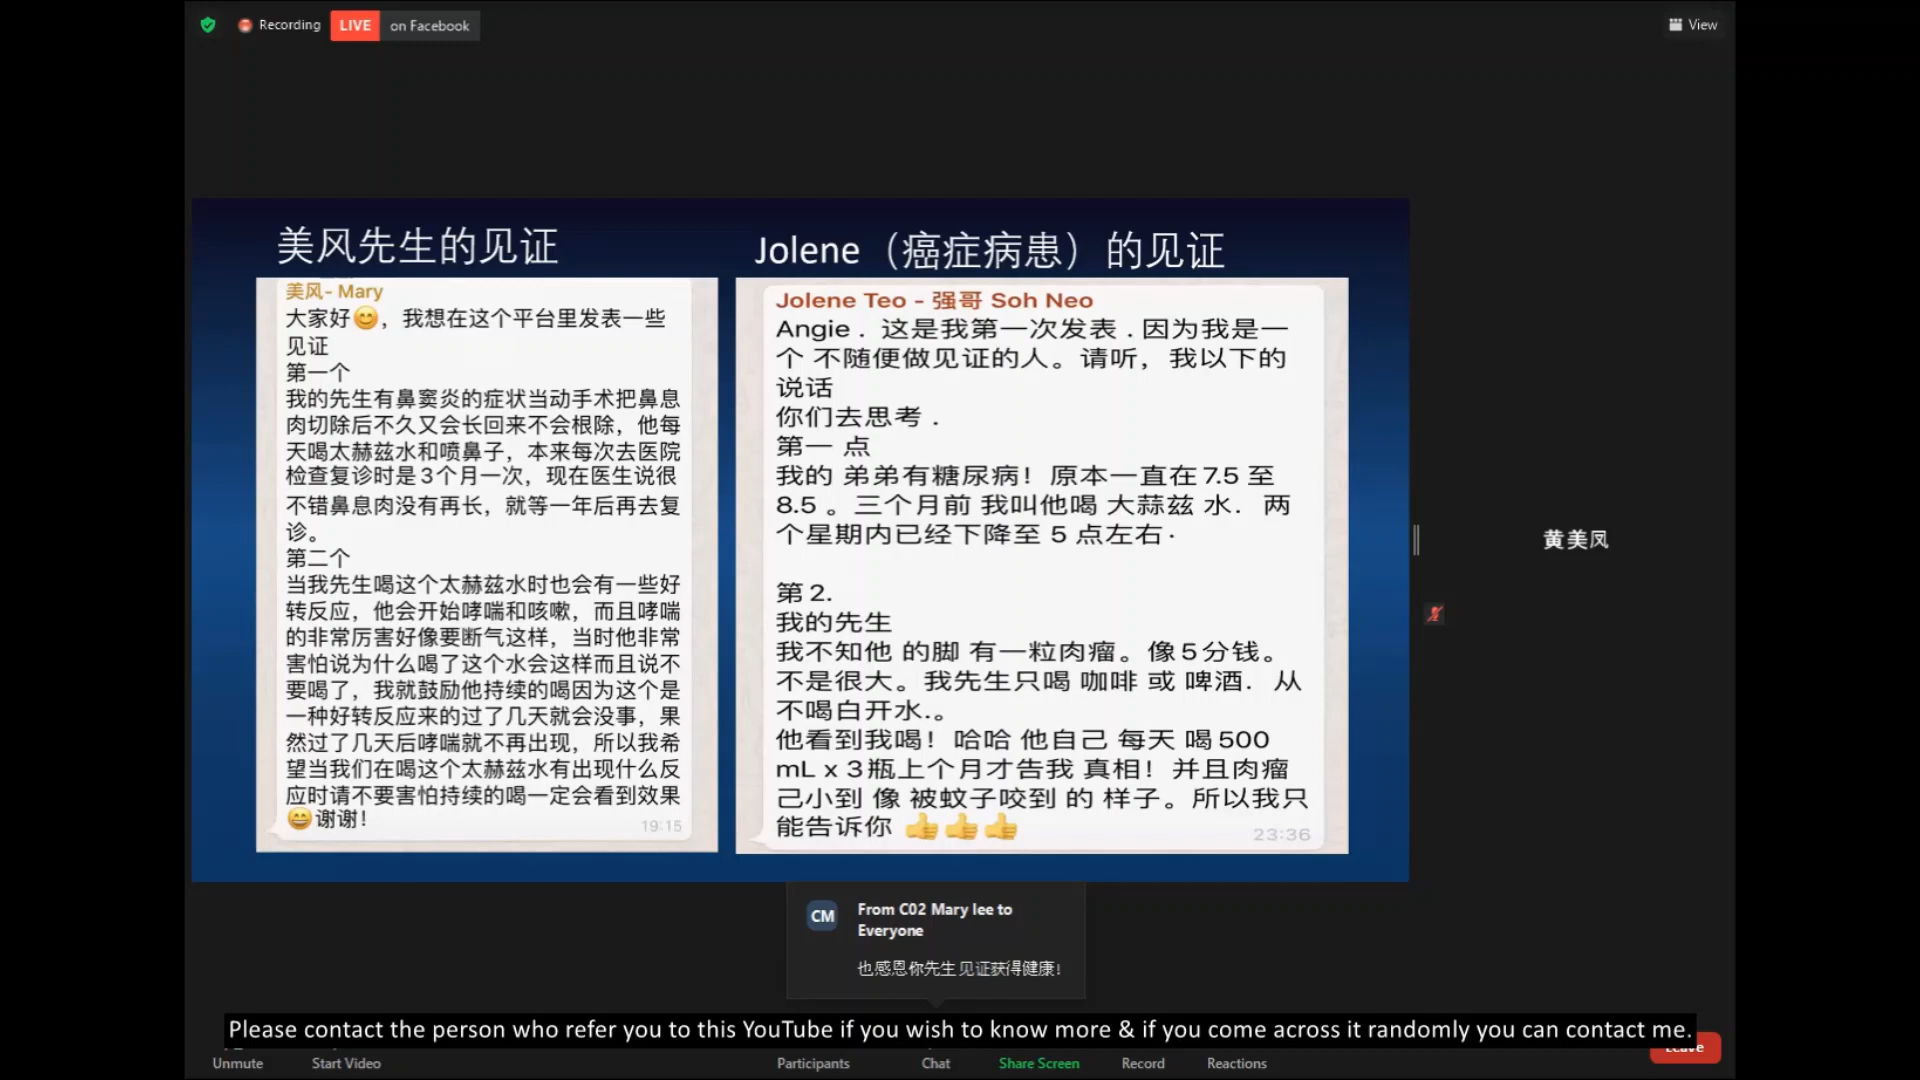 Recording
LIVE
on Facebook
View
美风先生的见证
美风- Mary
大家好😊，我想在这个平台里发表一些
见证
第一个
我的先生有鼻窦炎的症状当动手术把鼻息
肉切除后不久又会长回来不会根除，他每
天喝太赫兹水和喷鼻子，本来每次去医院
检查复诊时是3个月一次，现在医生说很
不错鼻息肉没有再长，就等一年后再去复
诊。
第二个
当我先生喝这个太赫兹水时也会有一些好
转反应，他会开始哮喘和咳嗽，而且哮喘
的非常厉害好像要断气这样，当时他非常
害怕说为什么喝了这个水会这样而且说不
要喝了，我就鼓励他持续的喝因为这个是
一种好转反应来的过了几天就会没事，果
然过了几天后哮喘就不再出现，所以我希
望当我们在喝这个太赫兹水有出现什么反
应时请不要害怕持续的喝一定会看到效果
😄谢谢！
19:15
Jolene（癌症病患）的见证
Jolene Teo - 强哥 Soh Neo
Angie . 这是我第一次发表 . 因为我是一
个 不随便做见证的人。请听，我以下的
说话
你们去思考 .
第一 点
我的 弟弟有糖尿病！原本一直在 7.5 至
8.5 。三个月前 我叫他喝 大蒜兹 水. 两
个星期内已经下降至 5 点左右·
第 2.
我的先生
我不知他 的脚 有一粒肉瘤。像5分钱。
不是很大。我先生只喝 咖啡 或 啤酒. 从
不喝白开水.。
他看到我喝！哈哈 他自己 每天 喝500
mL x 3瓶上个月才告我 真相！并且肉瘤
己小到 像 被蚊子咬到 的 样子。所以我只
能告诉你 👍👍👍
23:36
黄美凤
CM
From C02 Mary lee to
Everyone
也感恩你先生见证获得健康!
Please contact the person who refer you to this YouTube if you wish to know more & if you come across it randomly you can contact me.
Leave
Unmute
Start Video
Participants
Chat
Share Screen
Record
Reactions